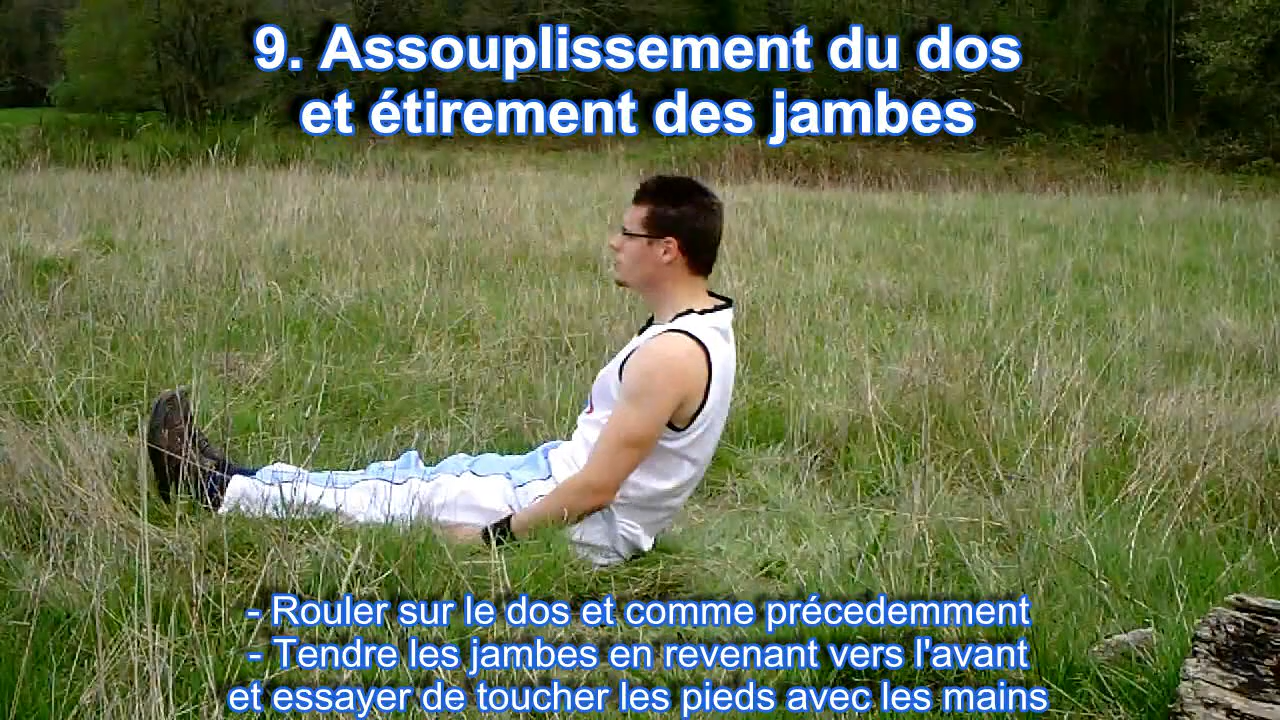 9. Assouplissement du dos
et étirement des jambes
- Rouler sur le dos et comme précedemment
- Tendre les jambes en revenant vers l'avant
et essayer de toucher les pieds avec les mains